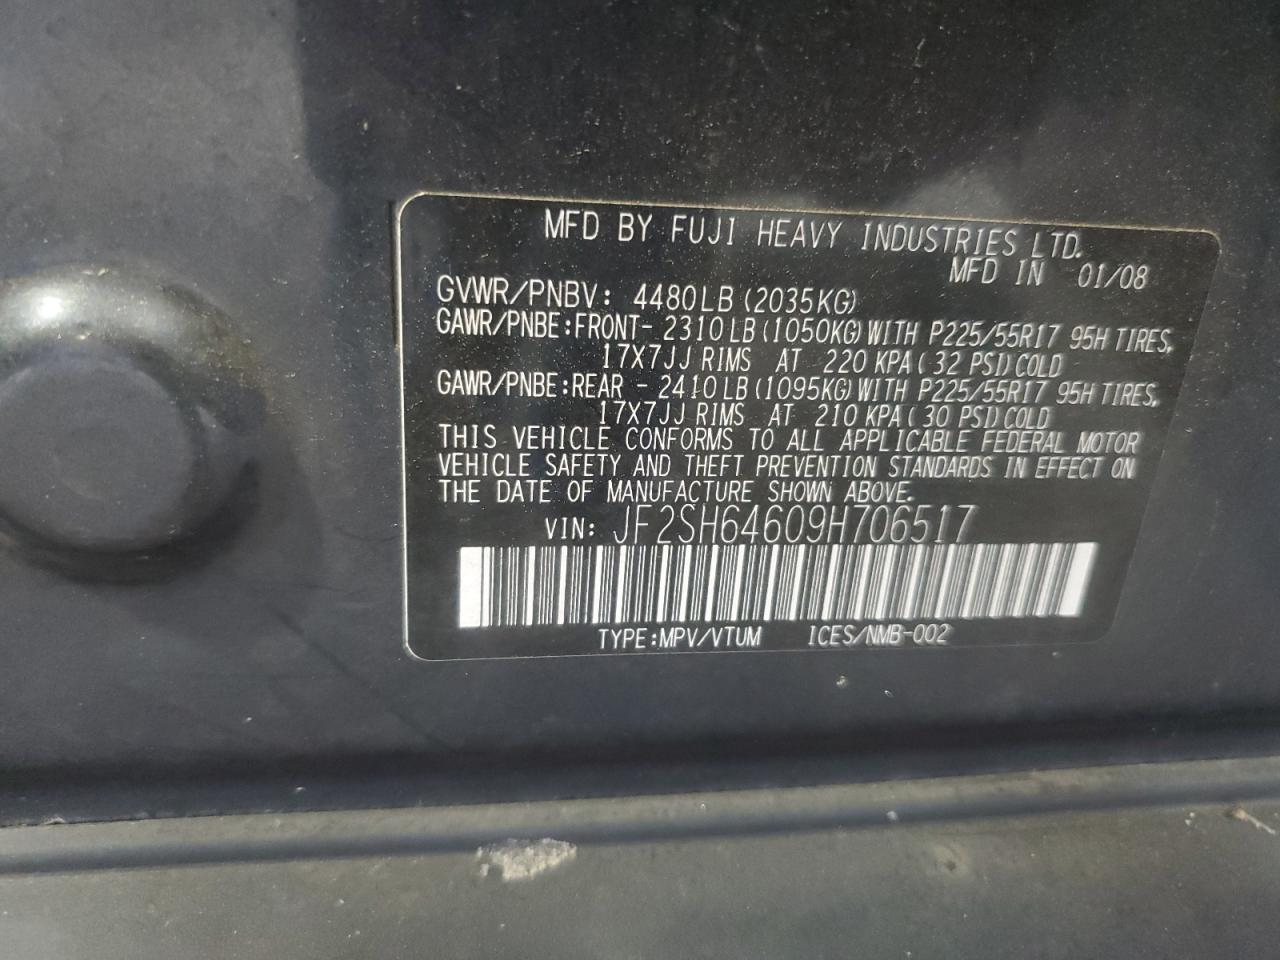 MFD BY FUJI HEAVY INDUSTRIES LTD.
MFD IN 01/08
GVWR/PNBV: 4480LB (2035KG)
GAWR/PNBE:FRONT- 2310LB (1050KG) WITH P225/55R17 95H TIRES,
17X7JJ RIMS AT 220 KPA( 32 PSI)COLD
GAWR/PNBE:REAR - 2410LB (1095KG) WITH P225/55R17 95H TIRES,
17X7JJ RIMS AT 210 KPA( 30 PSI)COLD
THIS VEHICLE CONFORMS TO ALL APPLICABLE FEDERAL MOTOR
VEHICLE SAFETY AND THEFT PREVENTION STANDARDS IN EFFECT ON
THE DATE OF MANUFACTURE SHOWN ABOVE.
VIN: JF2SH64609H706517
TYPE:MPV/VTUM ICES/NMB-002